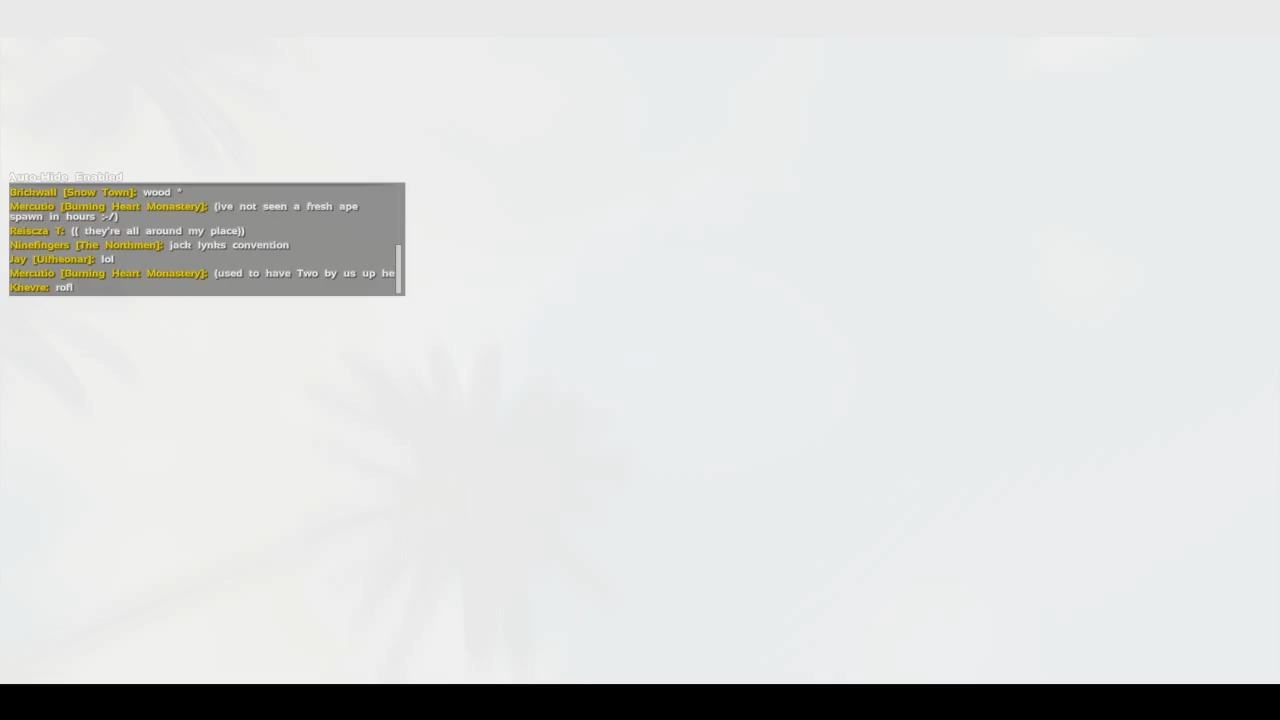 Auto-Hide Enabled
Brickwall [Snow Town]: wood *
Mercutio [Burning Heart Monastery]: (ive not seen a fresh ape
spawn in hours :-/)
Reiscza T: (( they're all around my place))
Ninefingers [The Northmen]: jack lynks convention
Jay [Ulfheonar]: lol
Mercutio [Burning Heart Monastery]: (used to have Two by us up he
Knevre: rofl